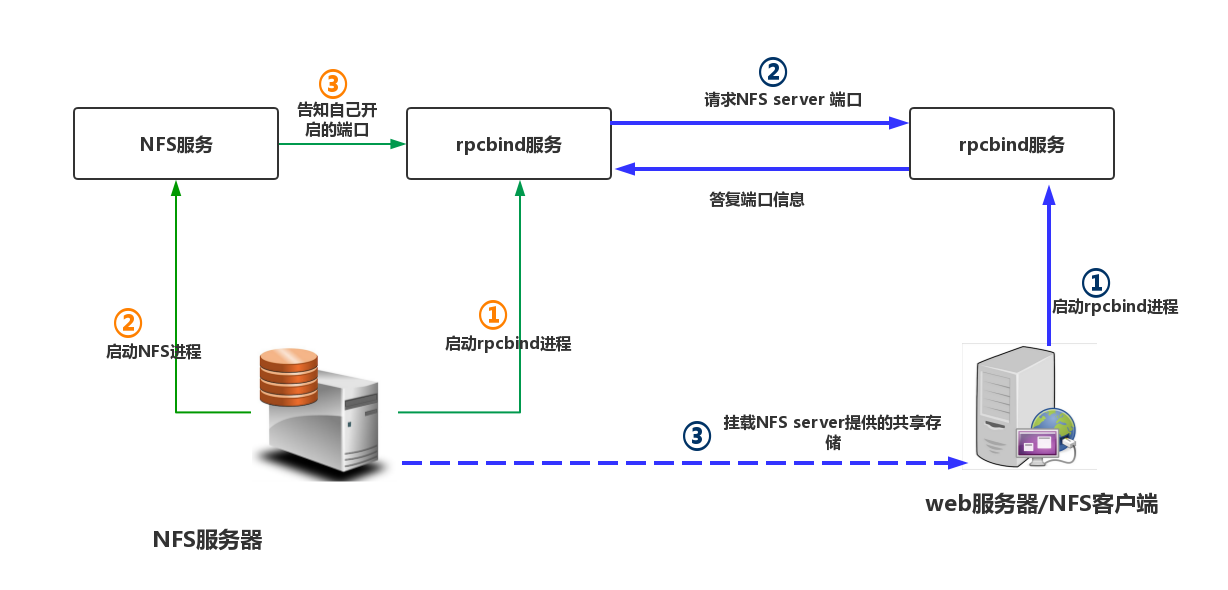 ②
请求NFS server 端口
③
告知自己开
启的端口
NFS服务
rpcbind服务
rpcbind服务
答复端口信息
①
启动rpcbind进程
①
启动rpcbind进程
②
启动NFS进程
③
挂载NFS server提供的共享存
储
web服务器/NFS客户端
NFS服务器